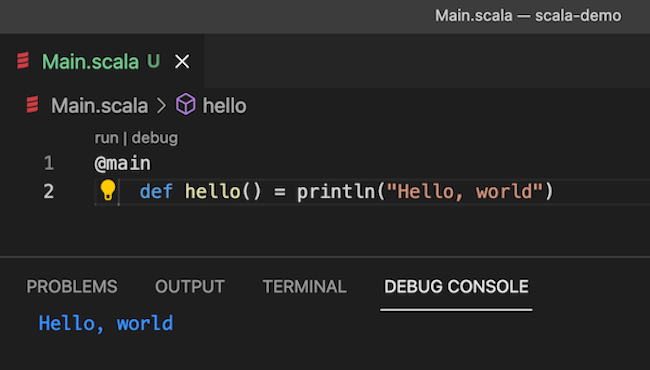 Main.scala — scala-demo
Main.scala U
Main.scala > hello
run | debug
1 @main
2 def hello() = println("Hello, world")
PROBLEMS OUTPUT TERMINAL DEBUG CONSOLE
Hello, world